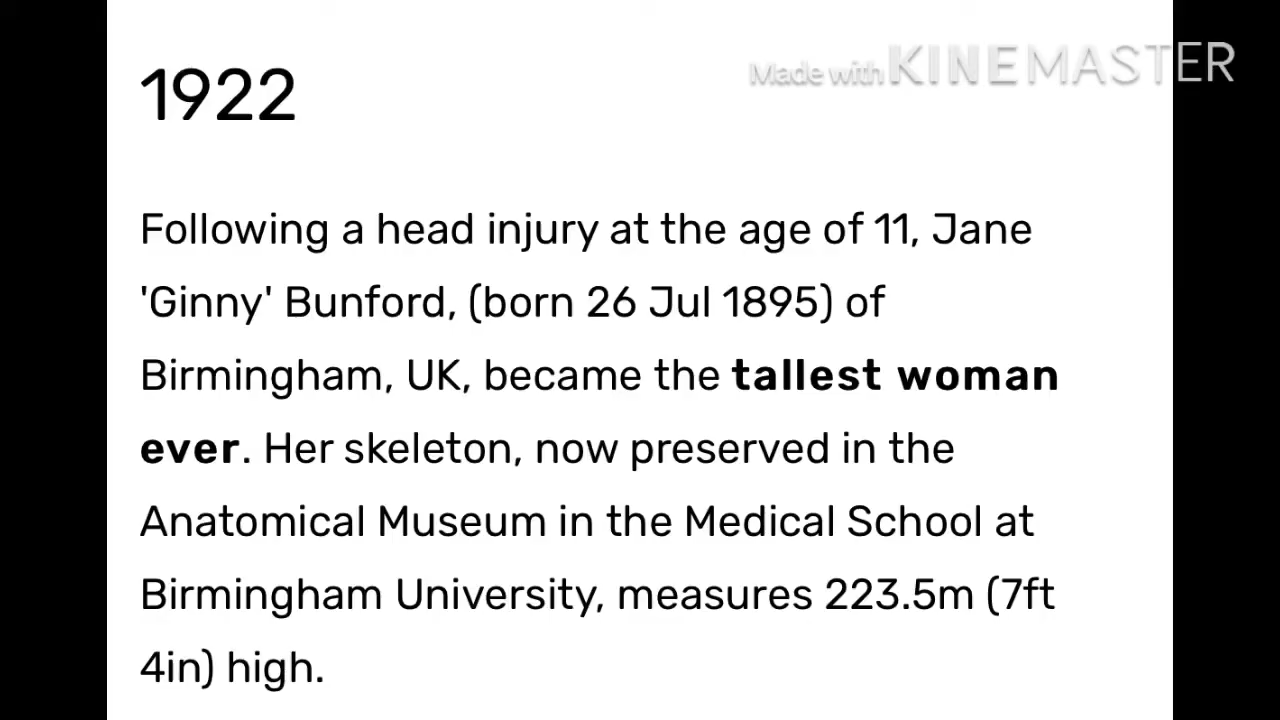 Made with KINEMASTER
1922
Following a head injury at the age of 11, Jane
'Ginny' Bunford, (born 26 Jul 1895) of
Birmingham, UK, became the tallest woman
ever. Her skeleton, now preserved in the
Anatomical Museum in the Medical School at
Birmingham University, measures 223.5m (7ft
4in) high.